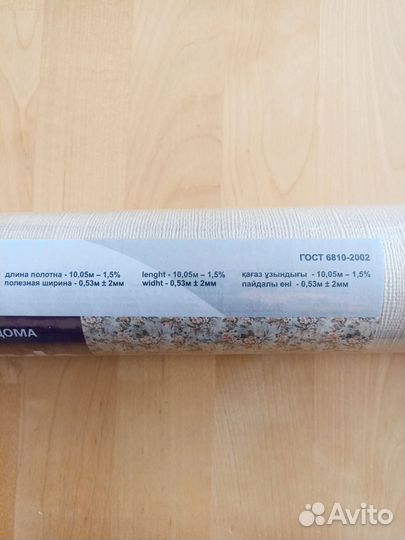 ГОСТ 6810-2002
длина полотна - 10,05м – 1,5% lenght - 10,05м – 1,5% қағаз ұзындығы - 10,05м – 1,5%
полезная ширина - 0,53м ± 2мм widht - 0,53м ± 2мм пайдалы ені - 0,53м ± 2мм
ДОМА
Avito